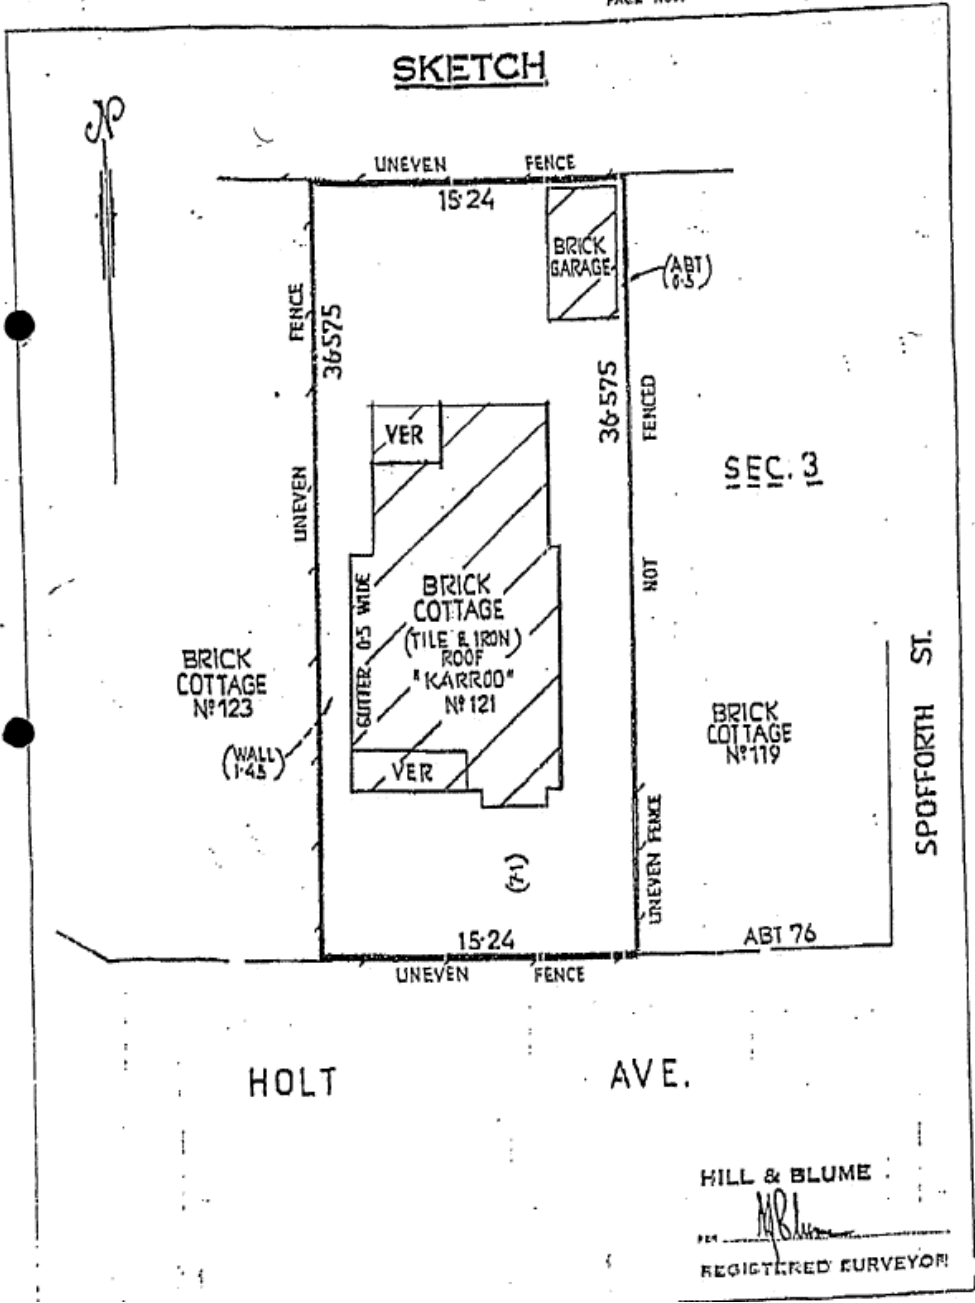 SKETCH
N
UNEVEN FENCE
15·24
BRICK
GARAGE
(ABT
0·5)
FENCE
36·575
36·575
FENCED
VER
SEC. 3
UNEVEN
NOT
GUTTER 0·5 WIDE
BRICK
COTTAGE
(TILE & IRON)
ROOF
"KARROO"
Nº 121
BRICK
COTTAGE
Nº 123
SPOFFORTH ST.
BRICK
COTTAGE
Nº 119
(WALL)
1·45
VER
UNEVEN FENCE
(7·1)
15·24
ABT 76
UNEVEN FENCE
HOLT AVE.
HILL & BLUME
PER
REGISTERED SURVEYOR